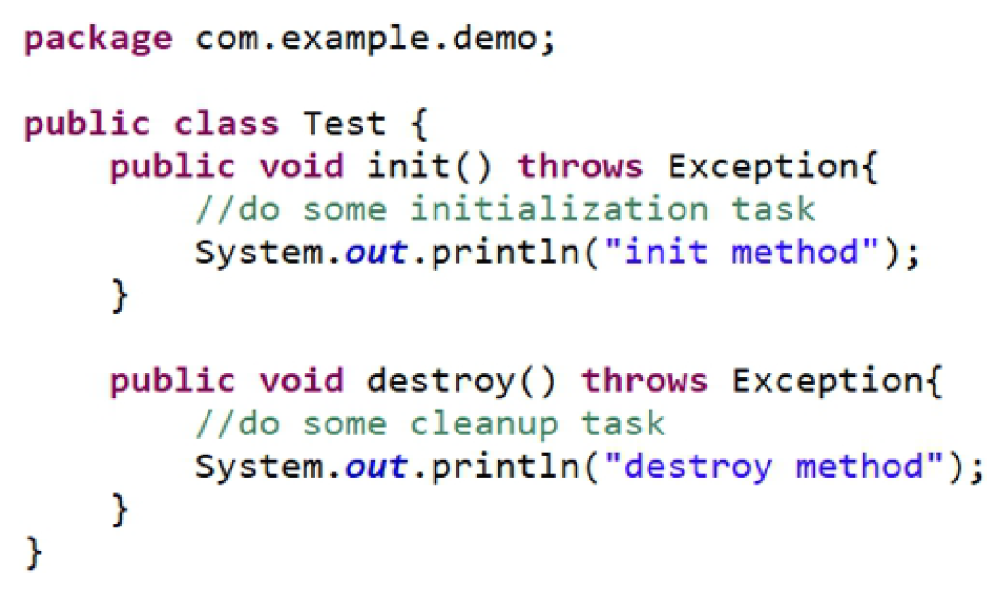 package com.example.demo;
public class Test {
public void init() throws Exception{
//do some initialization task
System.out.println("init method");
}
public void destroy() throws Exception{
//do some cleanup task
System.out.println("destroy method");
}
}